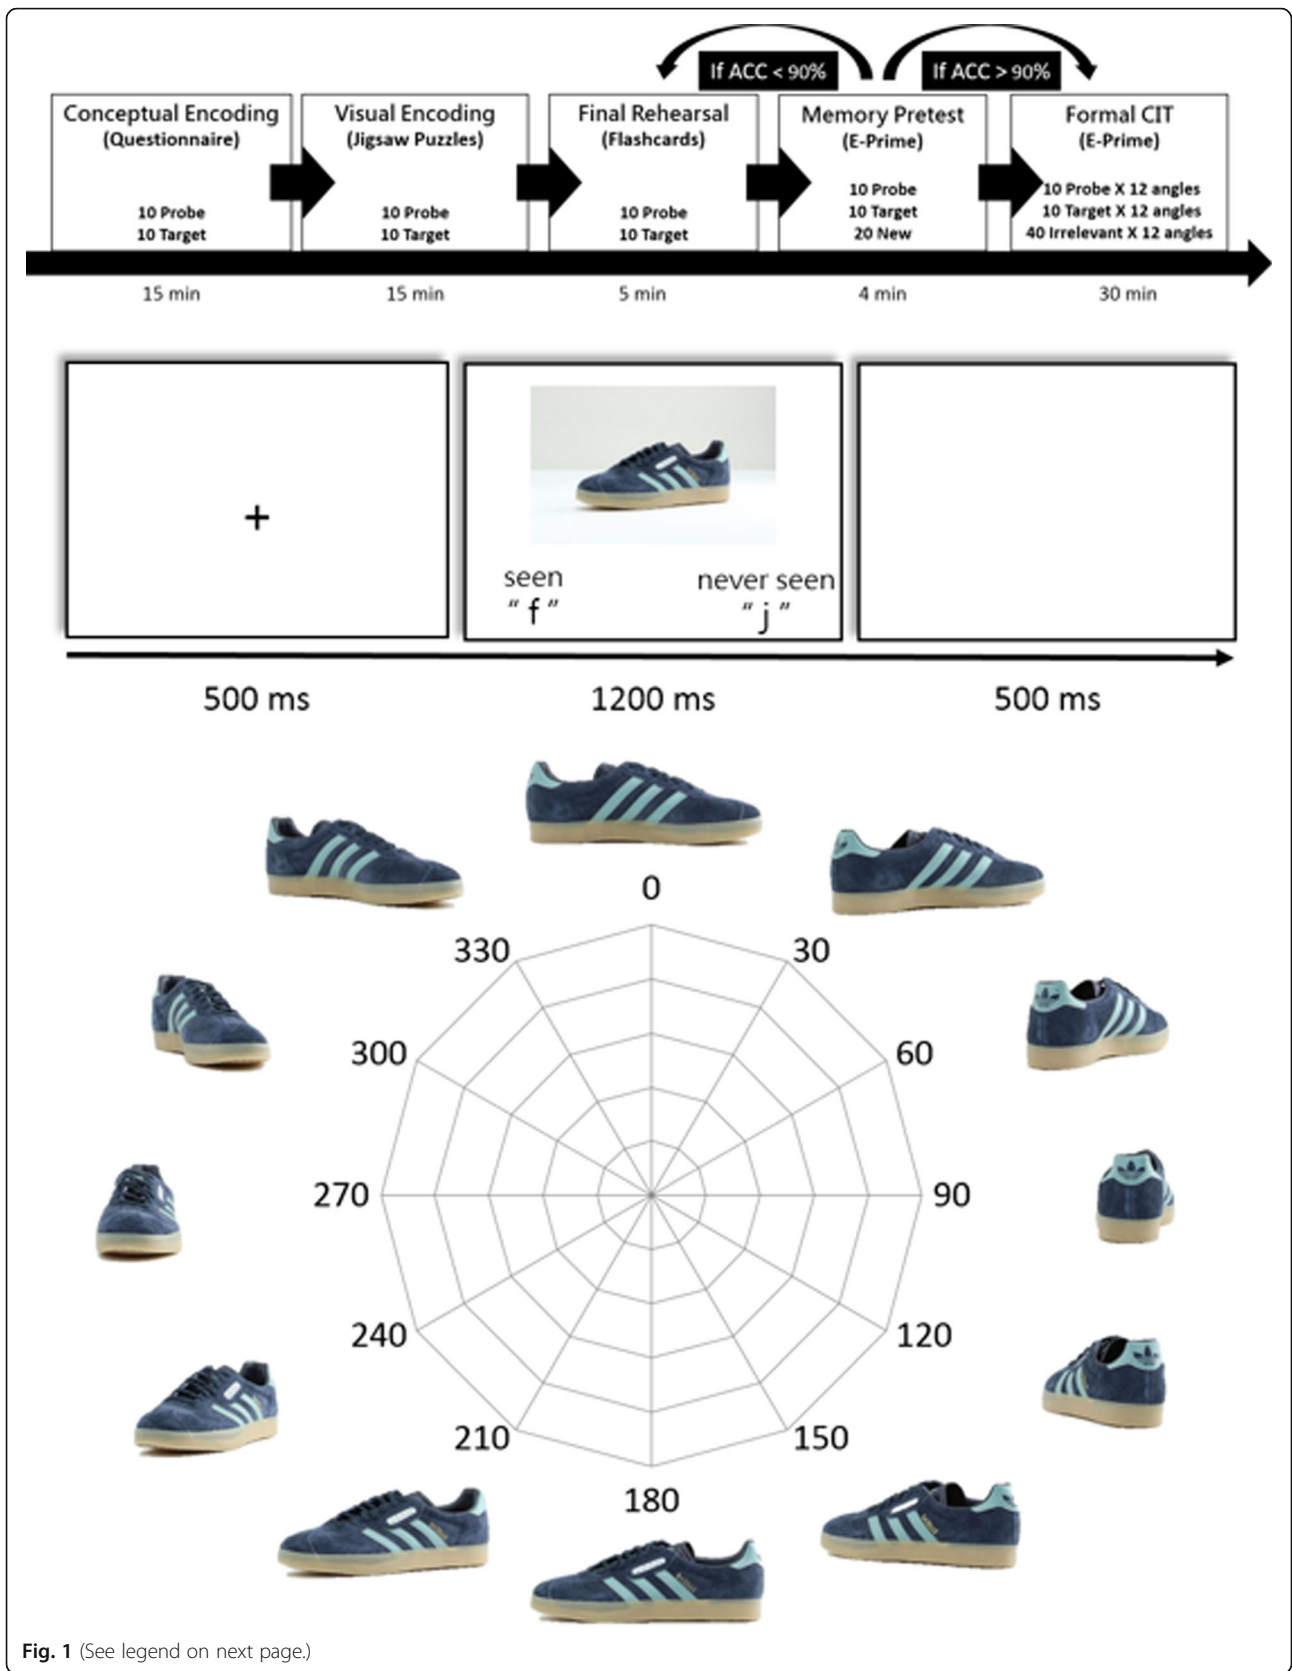 If ACC < 90%
If ACC > 90%
Conceptual Encoding
(Questionnaire)
10 Probe
10 Target
Visual Encoding
(Jigsaw Puzzles)
10 Probe
10 Target
Final Rehearsal
(Flashcards)
10 Probe
10 Target
Memory Pretest
(E-Prime)
10 Probe
10 Target
20 New
Formal CIT
(E-Prime)
10 Probe X 12 angles
10 Target X 12 angles
40 Irrelevant X 12 angles
15 min
15 min
5 min
4 min
30 min
+
seen
“ f ”
never seen
“ j ”
500 ms
1200 ms
500 ms
0
30
60
90
120
150
180
210
240
270
300
330
Fig. 1 (See legend on next page.)